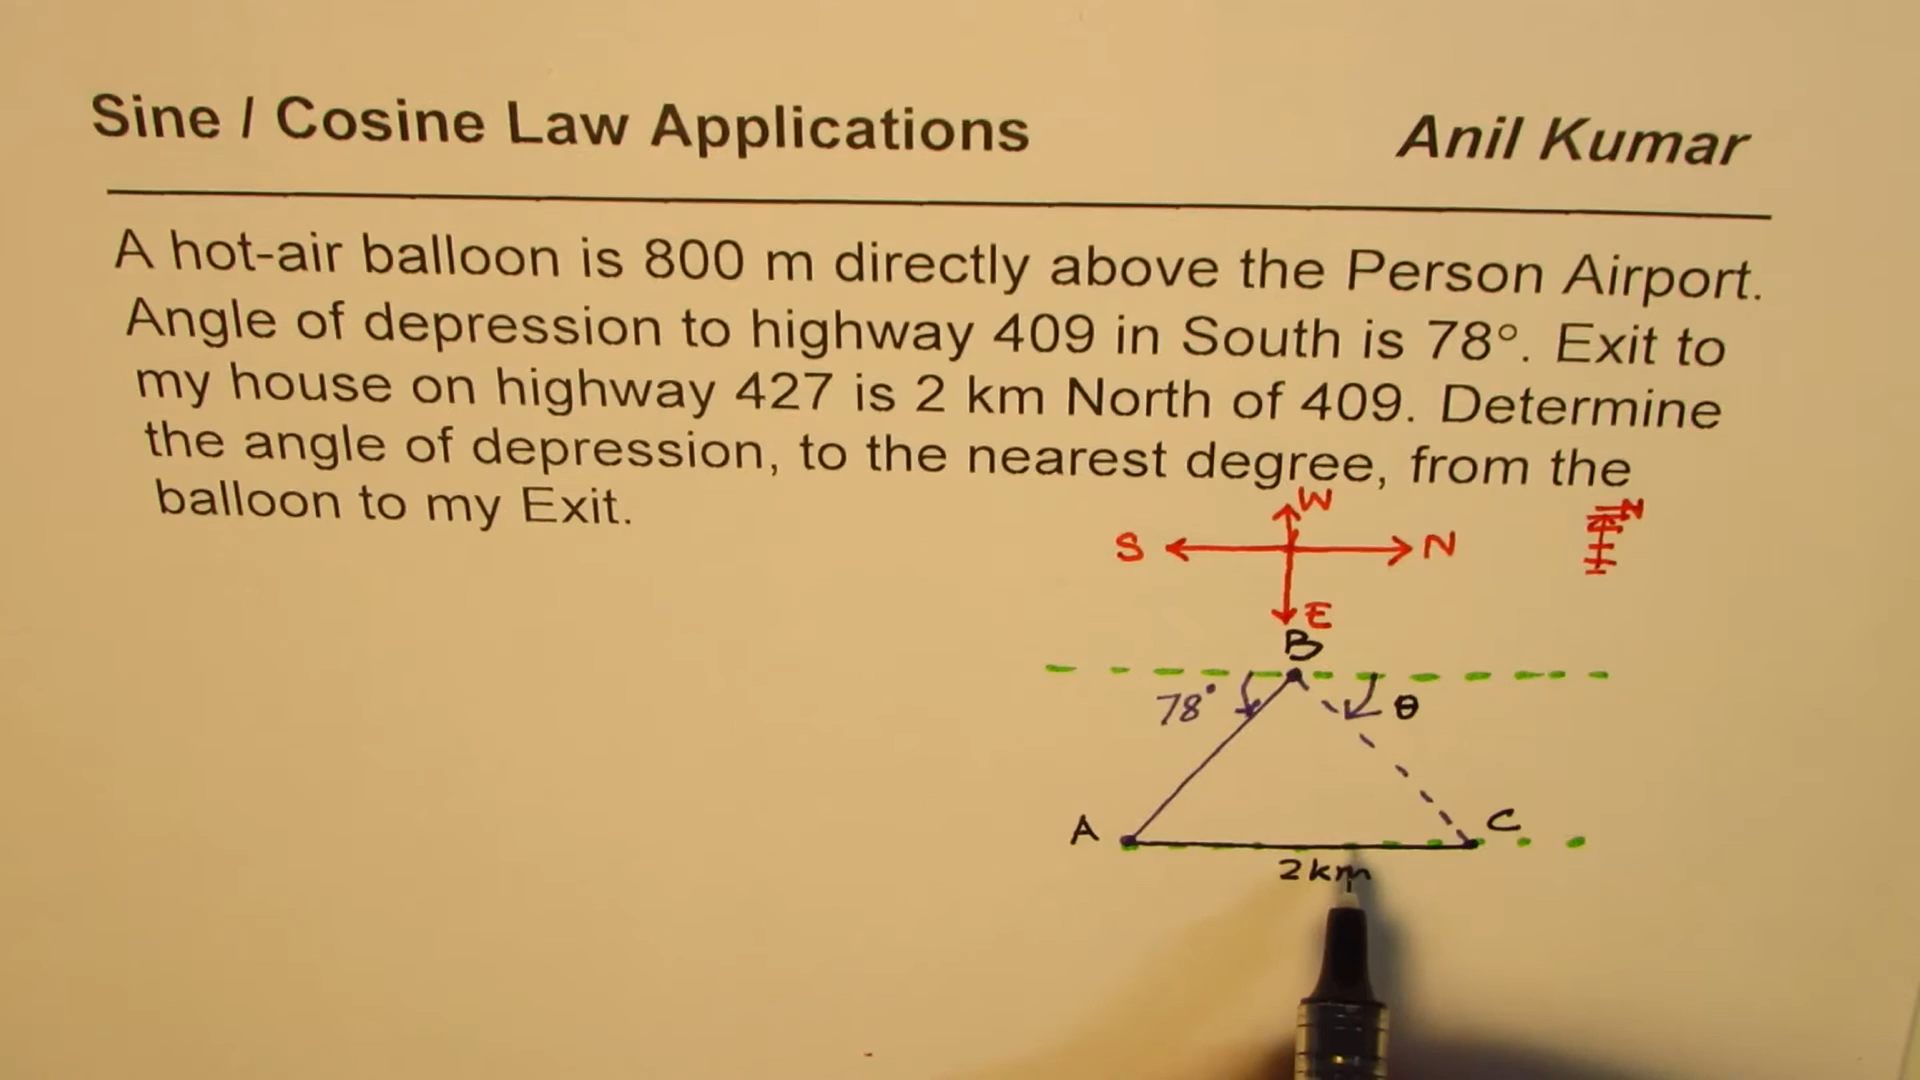 Sine / Cosine Law Applications Anil Kumar
A hot-air balloon is 800 m directly above the Person Airport.
Angle of depression to highway 409 in South is 78°. Exit to
my house on highway 427 is 2 km North of 409. Determine
the angle of depression, to the nearest degree, from the
balloon to my Exit.
W
N
S N
E
B
78° θ
A C
2km